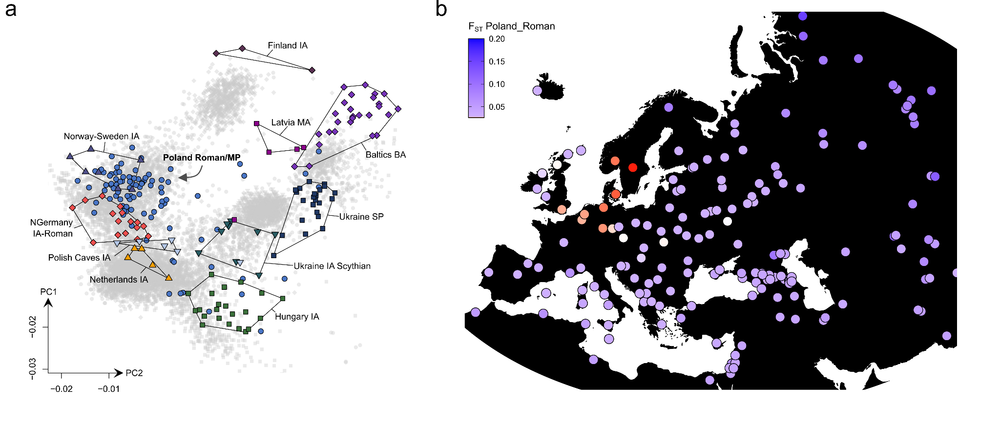 a
Finland IA
Latvia MA
Norway-Sweden IA
Baltics BA
Poland Roman/MP
NGermany
IA-Roman
Ukraine SP
Polish Caves IA
Ukraine IA Scythian
Netherlands IA
Hungary IA
PC1
−0.02
−0.03
PC2
−0.02
−0.01
b
FST Poland_Roman
0.20
0.15
0.10
0.05